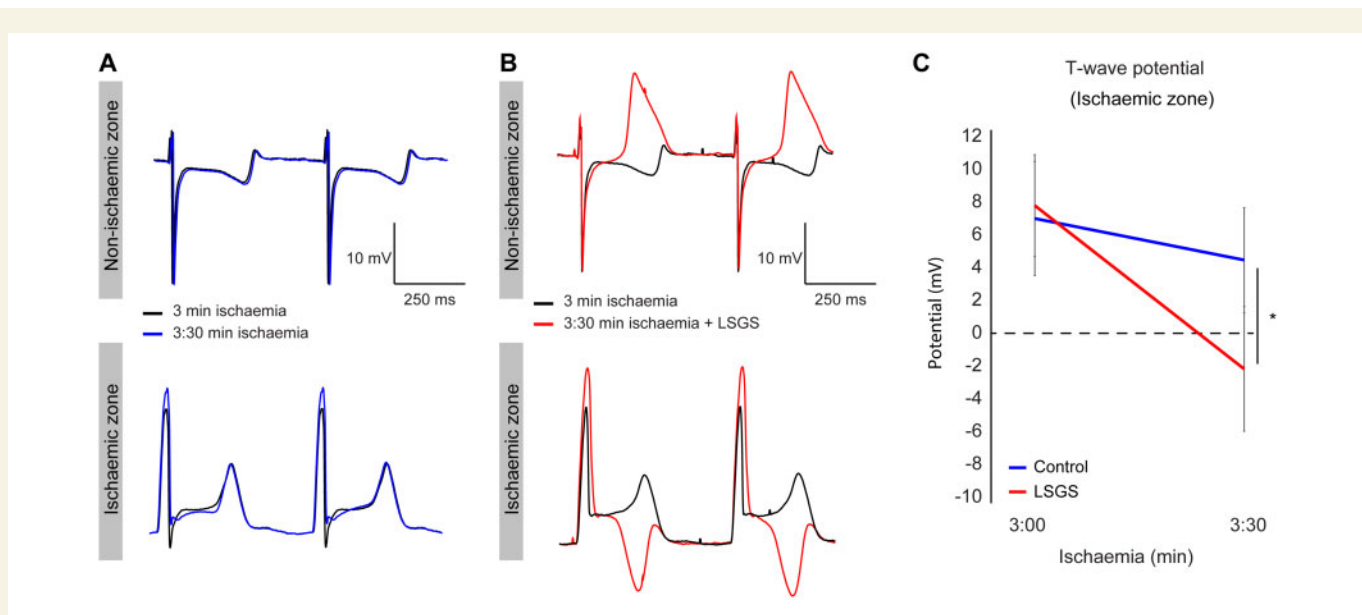 A
Non-ischaemic zone
10 mV
250 ms
3 min ischaemia
3:30 min ischaemia
Ischaemic zone
B
Non-ischaemic zone
10 mV
250 ms
3 min ischaemia
3:30 min ischaemia + LSGS
Ischaemic zone
C
T-wave potential
(Ischaemic zone)
Potential (mV)
12
10
8
6
4
2
0
-2
-4
-6
-8
-10
*
Control
LSGS
3:00
3:30
Ischaemia (min)